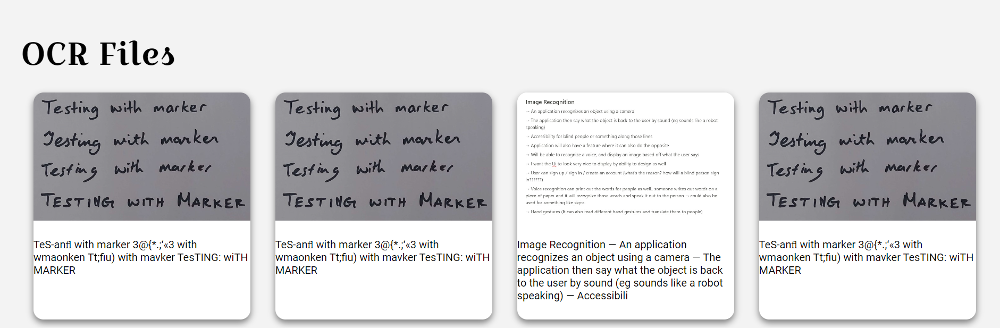 OCR Files
Testing with marker
Testing with marker
Testing with marker
TESTING WITH MARKER
TeS-anfl with marker 3@{*.;‘«3 with
wmaonken Tt;fiu) with mavker TesTING: wiTH
MARKER
Testing with marker
Testing with marker
Testing with marker
TESTING WITH MARKER
TeS-anfl with marker 3@{*.;‘«3 with
wmaonken Tt;fiu) with mavker TesTING: wiTH
MARKER
Image Recognition
→ An application recognizes an object using a camera
→ The application then say what the object is back to the user by sound (eg sounds like a robot
speaking)
→ Accessibility for blind people or something along those lines
→ Application will also have a feature where it can also do the opposite
→ Will be able to recognize a voice, and display an image based off what the user says
→ I want the Ui to look very nice to display by ability to design as well
→ User can sign up / sign in / create an account (what's the reason? how will a blind person sign
in??????)
→ Voice recognition can print out the words for people as well.. someone writes out words on a
piece of paper and it will recognize those words and speak it out to the person → could also be
used for something like signs
→ Hand gestures (It can also read different hand gestures and translate them to people)
Image Recognition — An application
recognizes an object using a camera — The
application then say what the object is back
to the user by sound (eg sounds like a robot
speaking) — Accessibili
Testing with marker
Testing with marker
Testing with marker
TESTING WITH MARKER
TeS-anfl with marker 3@{*.;‘«3 with
wmaonken Tt;fiu) with mavker TesTING: wiTH
MARKER